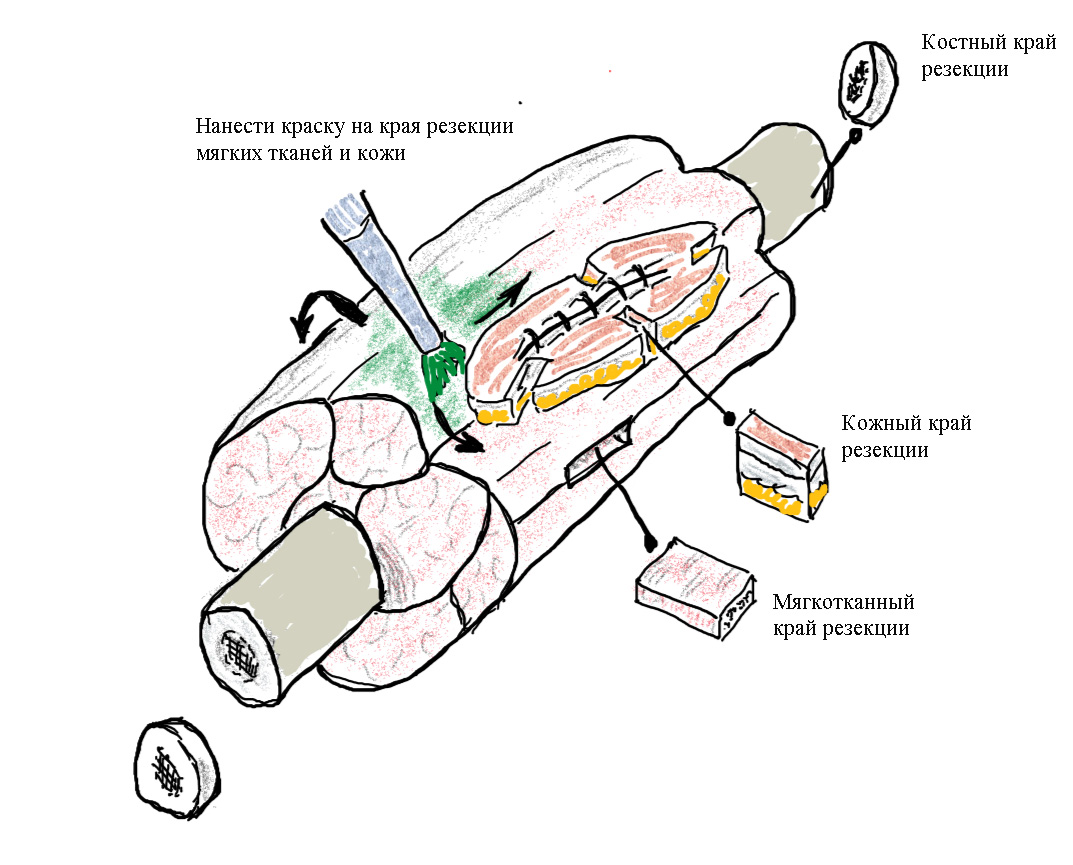 Костный край
резекции
Нанести краску на края резекции
мягких тканей и кожи
Кожный край
резекции
Мягкотканный
край резекции